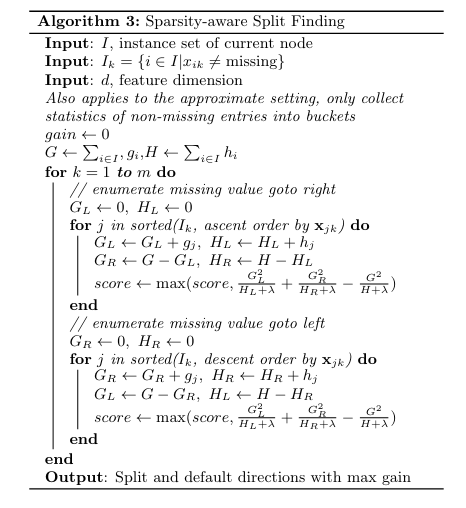 Algorithm 3: Sparsity-aware Split Finding
Input: I, instance set of current node
Input: I_k = {i ∈ I|x_{ik} ≠ missing}
Input: d, feature dimension
Also applies to the approximate setting, only collect
statistics of non-missing entries into buckets
gain ← 0
G ← ∑_{i∈I}, g_i,H ← ∑_{i∈I} h_i
for k = 1 to m do
// enumerate missing value goto right
G_L ← 0, H_L ← 0
for j in sorted(I_k, ascent order by x_{jk}) do
G_L ← G_L + g_j, H_L ← H_L + h_j
G_R ← G − G_L, H_R ← H − H_L
score ← max(score, G_L^2/(H_L+λ) + G_R^2/(H_R+λ) − G^2/(H+λ))
end
// enumerate missing value goto left
G_R ← 0, H_R ← 0
for j in sorted(I_k, descent order by x_{jk}) do
G_R ← G_R + g_j, H_R ← H_R + h_j
G_L ← G − G_R, H_L ← H − H_R
score ← max(score, G_L^2/(H_L+λ) + G_R^2/(H_R+λ) − G^2/(H+λ))
end
end
Output: Split and default directions with max gain